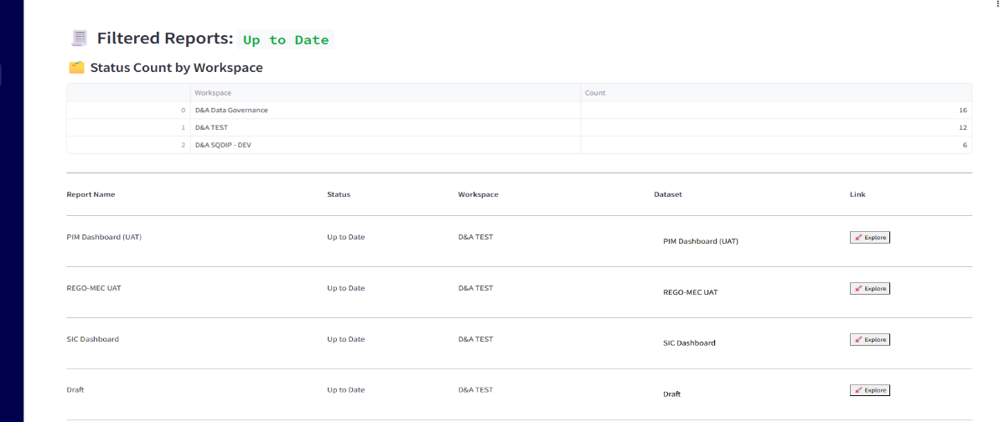 Filtered Reports: Up to Date
Status Count by Workspace
Workspace Count
0 D&A Data Governance 16
1 D&A TEST 12
2 D&A SQDIP - DEV 6
Report Name Status Workspace Dataset Link
PIM Dashboard (UAT) Up to Date D&A TEST PIM Dashboard (UAT) Explore
REGO-MEC UAT Up to Date D&A TEST REGO-MEC UAT Explore
SIC Dashboard Up to Date D&A TEST SIC Dashboard Explore
Draft Up to Date D&A TEST Draft Explore